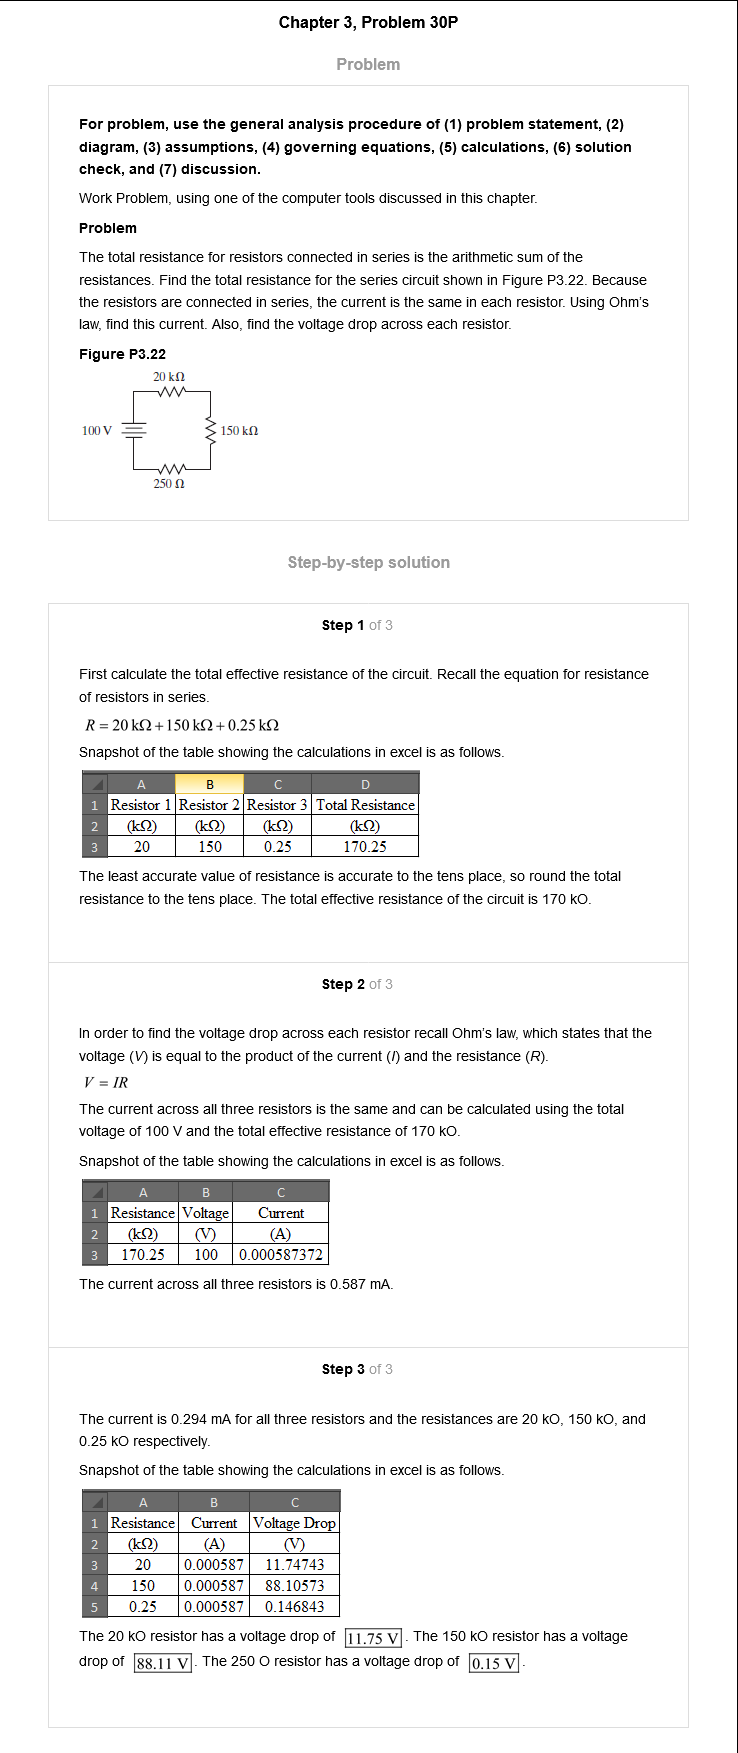 Chapter 3, Problem 30P
Problem
For problem, use the general analysis procedure of (1) problem statement, (2)
diagram, (3) assumptions, (4) governing equations, (5) calculations, (6) solution
check, and (7) discussion.
Work Problem, using one of the computer tools discussed in this chapter.
Problem
The total resistance for resistors connected in series is the arithmetic sum of the
resistances. Find the total resistance for the series circuit shown in Figure P3.22. Because
the resistors are connected in series, the current is the same in each resistor. Using Ohm's
law, find this current. Also, find the voltage drop across each resistor.
Figure P3.22
20 kΩ
100 V
150 kΩ
250 Ω
Step-by-step solution
Step 1 of 3
First calculate the total effective resistance of the circuit. Recall the equation for resistance
of resistors in series.
R = 20 kΩ + 150 kΩ + 0.25 kΩ
Snapshot of the table showing the calculations in excel is as follows.
A B C D
1 Resistor 1 Resistor 2 Resistor 3 Total Resistance
2 (kΩ) (kΩ) (kΩ) (kΩ)
3 20 150 0.25 170.25
The least accurate value of resistance is accurate to the tens place, so round the total
resistance to the tens place. The total effective resistance of the circuit is 170 kO.
Step 2 of 3
In order to find the voltage drop across each resistor recall Ohm's law, which states that the
voltage (V) is equal to the product of the current (I) and the resistance (R).
V = IR
The current across all three resistors is the same and can be calculated using the total
voltage of 100 V and the total effective resistance of 170 kO.
Snapshot of the table showing the calculations in excel is as follows.
A B C
1 Resistance Voltage Current
2 (kΩ) (V) (A)
3 170.25 100 0.000587372
The current across all three resistors is 0.587 mA.
Step 3 of 3
The current is 0.294 mA for all three resistors and the resistances are 20 kO, 150 kO, and
0.25 kO respectively.
Snapshot of the table showing the calculations in excel is as follows.
A B C
1 Resistance Current Voltage Drop
2 (kΩ) (A) (V)
3 20 0.000587 11.74743
4 150 0.000587 88.10573
5 0.25 0.000587 0.146843
The 20 kO resistor has a voltage drop of 11.75 V. The 150 kO resistor has a voltage
drop of 88.11 V. The 250 O resistor has a voltage drop of 0.15 V.